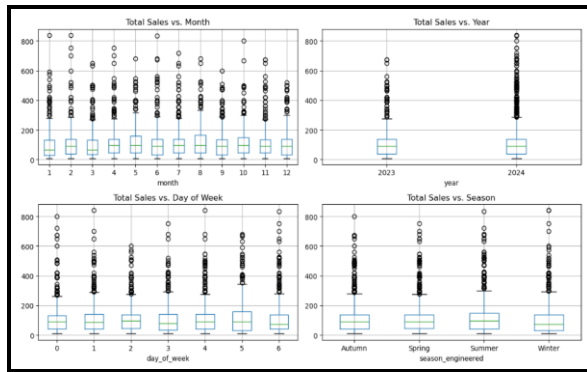 Total Sales vs. Month
800
600
400
200
0
1 2 3 4 5 6 7 8 9 10 11 12
month
Total Sales vs. Year
800
600
400
200
0
2023 2024
year
Total Sales vs. Day of Week
800
600
400
200
0
0 1 2 3 4 5 6
day_of_week
Total Sales vs. Season
800
600
400
200
0
Autumn Spring Summer Winter
season_engineered